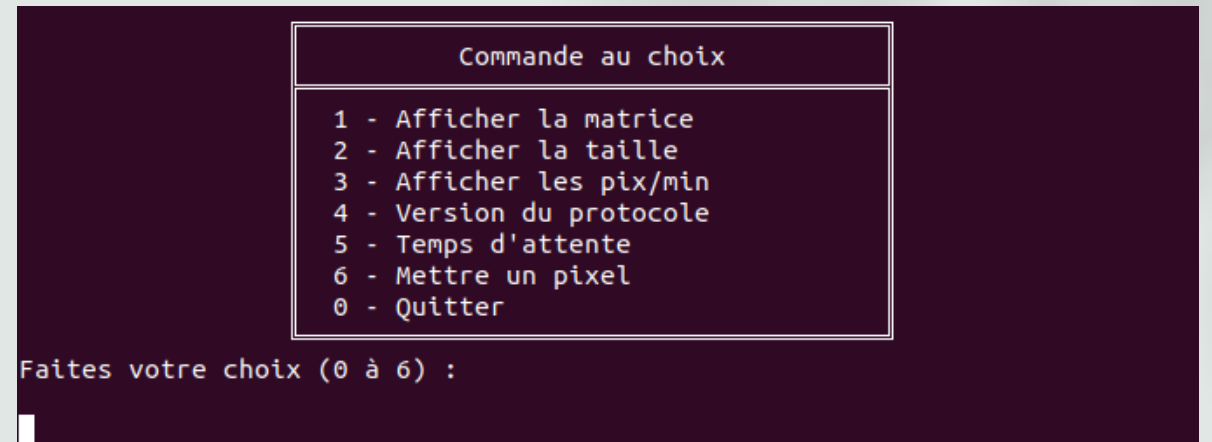 Commande au choix
1 - Afficher la matrice
2 - Afficher la taille
3 - Afficher les pix/min
4 - Version du protocole
5 - Temps d'attente
6 - Mettre un pixel
0 - Quitter
Faites votre choix (0 à 6) :